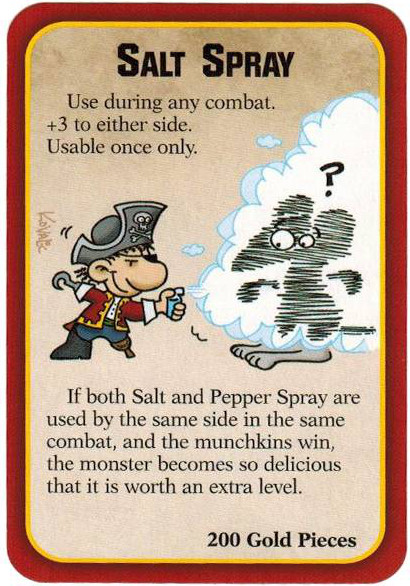 SALT SPRAY
Use during any combat.
+3 to either side.
Usable once only.
?
Kovalic
If both Salt and Pepper Spray are
used by the same side in the same
combat, and the munchkins win,
the monster becomes so delicious
that it is worth an extra level.
200 Gold Pieces